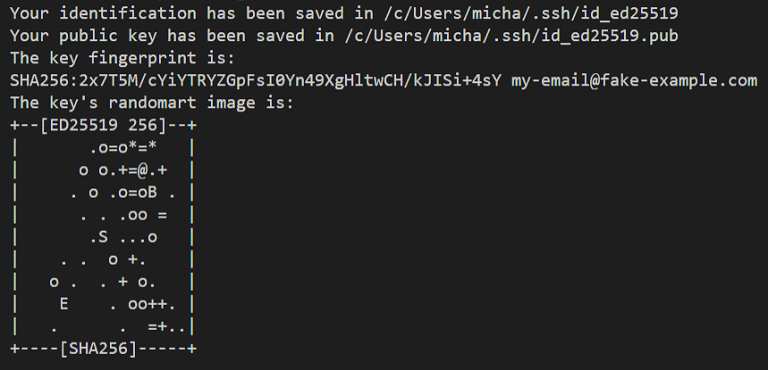 Your identification has been saved in /c/Users/micha/.ssh/id_ed25519
Your public key has been saved in /c/Users/micha/.ssh/id_ed25519.pub
The key fingerprint is:
SHA256:2x7T5M/cYiYTRYZGpFsI0Yn49XgHltwCH/kJISi+4sY my-email@fake-example.com
The key's randomart image is:
+--[ED25519 256]--+
|       .o=o*=*   |
|      o o.+=@.+  |
|     . o .o=oB . |
|      . . .oo =  |
|       .S ...o   |
|    . .  o +.    |
|   o .  . + o.   |
|    E    . oo++. |
|   .      .  =+..|
+----[SHA256]-----+